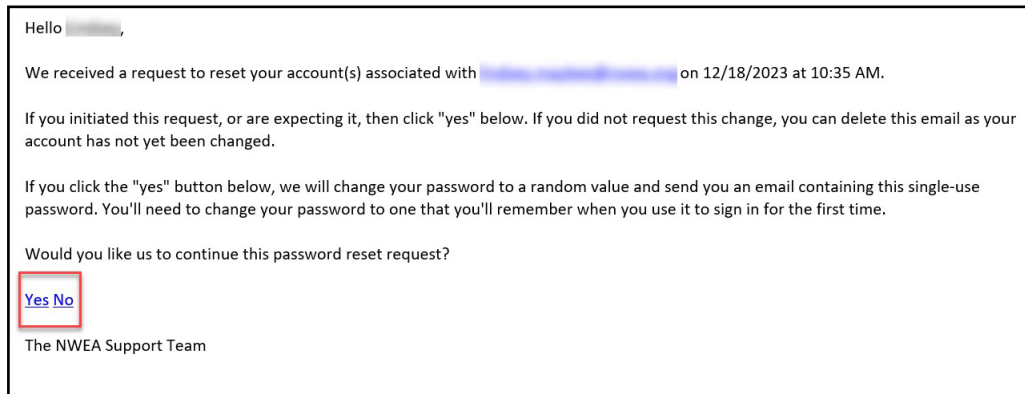 Hello ,
We received a request to reset your account(s) associated with on 12/18/2023 at 10:35 AM.
If you initiated this request, or are expecting it, then click "yes" below. If you did not request this change, you can delete this email as your
account has not yet been changed.
If you click the "yes" button below, we will change your password to a random value and send you an email containing this single-use
password. You'll need to change your password to one that you'll remember when you use it to sign in for the first time.
Would you like us to continue this password reset request?
Yes No
The NWEA Support Team